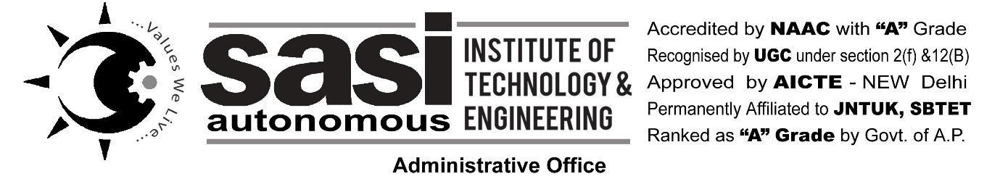 ...Values We Live...
sasi
autonomous
INSTITUTE OF
TECHNOLOGY &
ENGINEERING
Accredited by NAAC with “A” Grade
Recognised by UGC under section 2(f) &12(B)
Approved by AICTE - NEW Delhi
Permanently Affiliated to JNTUK, SBTET
Ranked as “A” Grade by Govt. of A.P.
Administrative Office